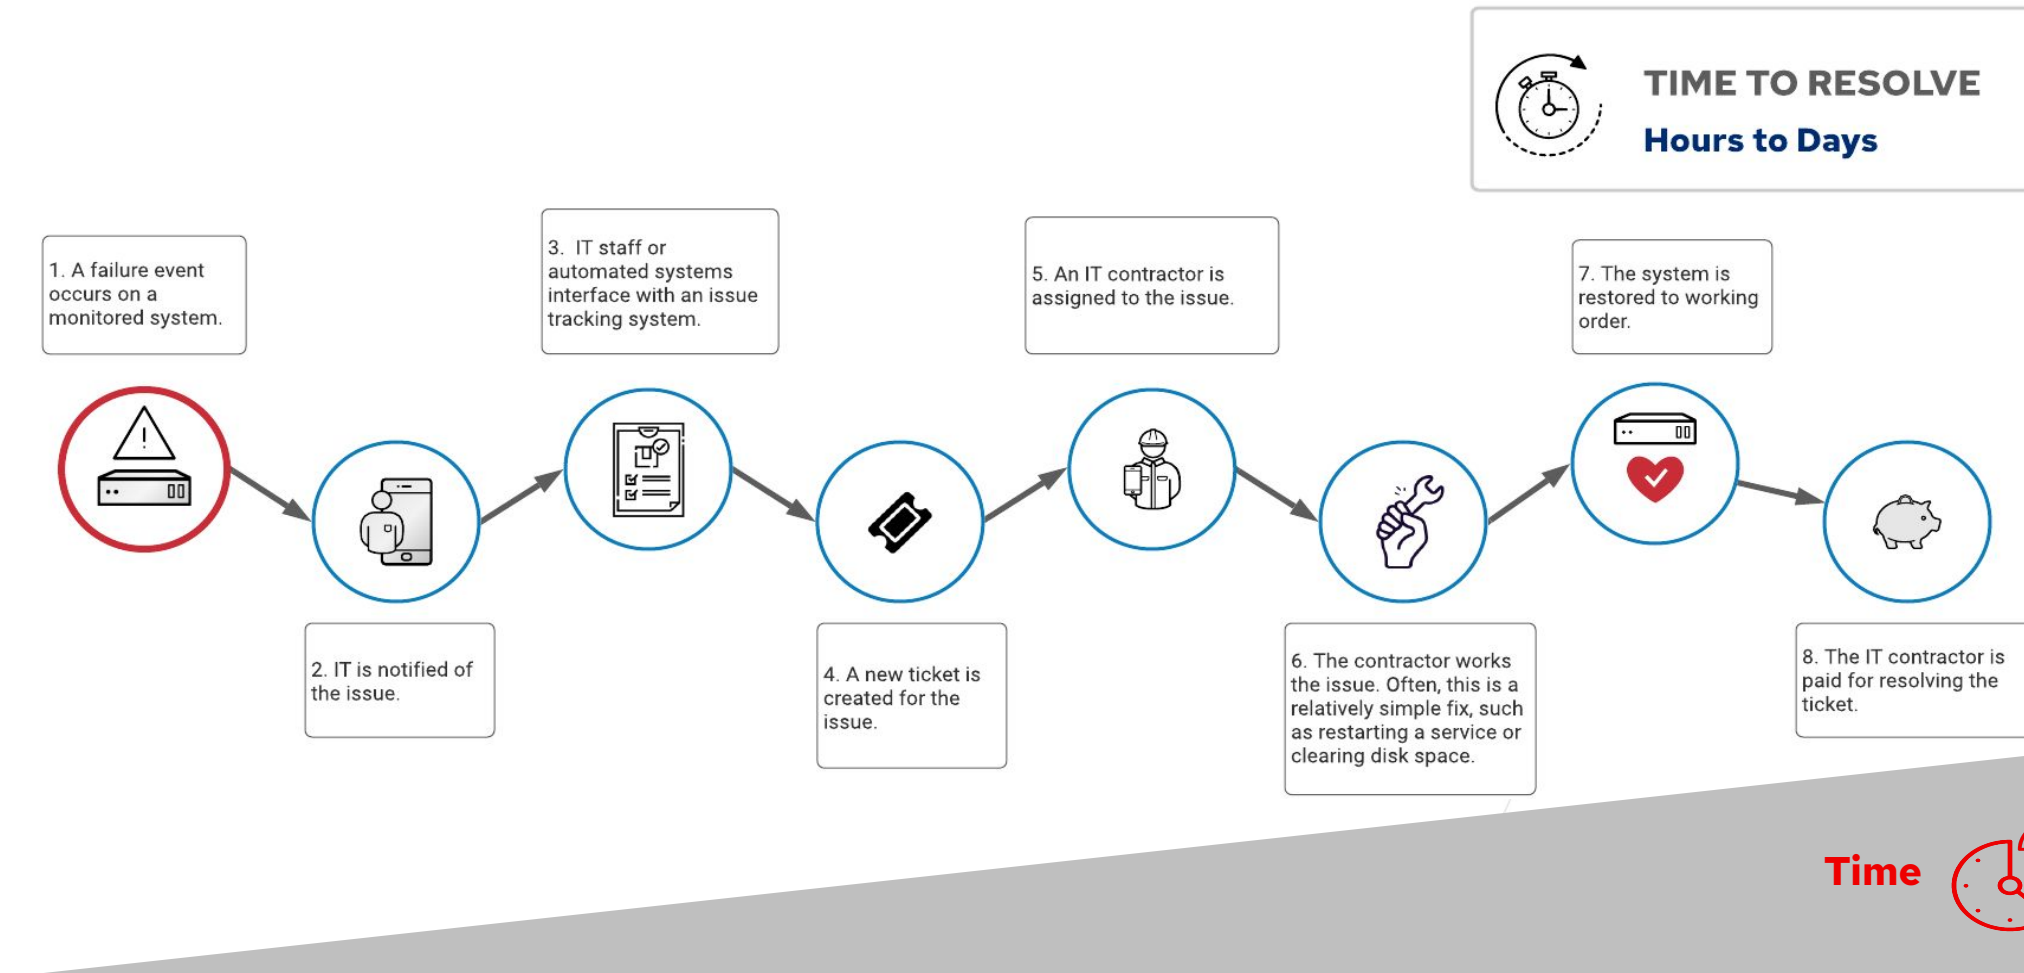 TIME TO RESOLVE
Hours to Days
1. A failure event
occurs on a
monitored system.
2. IT is notified of
the issue.
3. IT staff or
automated systems
interface with an issue
tracking system.
4. A new ticket is
created for the
issue.
5. An IT contractor is
assigned to the issue.
6. The contractor works
the issue. Often, this is a
relatively simple fix, such
as restarting a service or
clearing disk space.
7. The system is
restored to working
order.
8. The IT contractor is
paid for resolving the
ticket.
Time